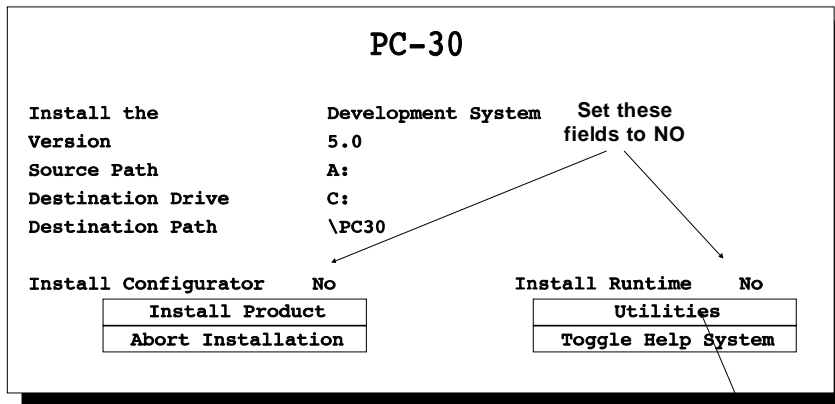 PC-30
Install the Development System
Set these
fields to NO
Version 5.0
Source Path A:
Destination Drive C:
Destination Path \PC30
Install Configurator No
Install Runtime No
Install Product
Utilities
Abort Installation
Toggle Help System